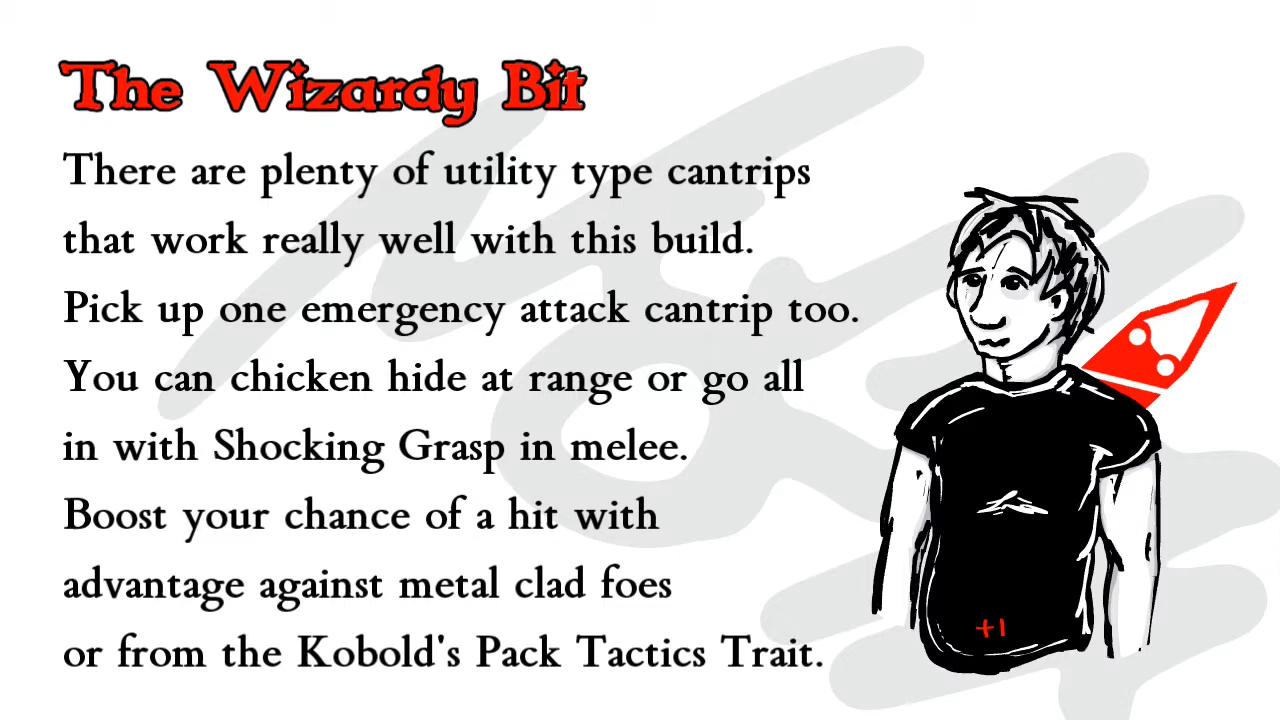 The Wizardy Bit
There are plenty of utility type cantrips
that work really well with this build.
Pick up one emergency attack cantrip too.
You can chicken hide at range or go all
in with Shocking Grasp in melee.
Boost your chance of a hit with
advantage against metal clad foes
or from the Kobold's Pack Tactics Trait.
+1